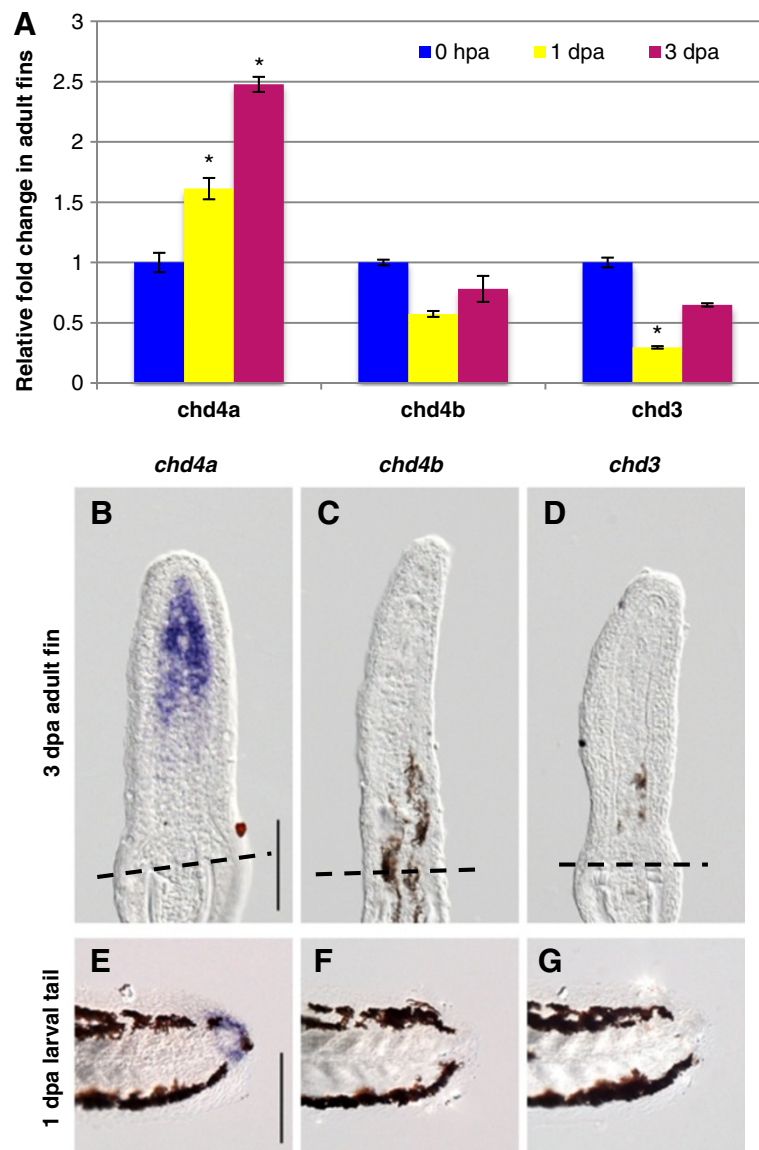 A
Relative fold change in adult fins
3
2.5
2
1.5
1
0.5
0
0 hpa
1 dpa
3 dpa
*
*
*
chd4a
chd4b
chd3
chd4a
chd4b
chd3
3 dpa adult fin
B
C
D
1 dpa larval tail
E
F
G